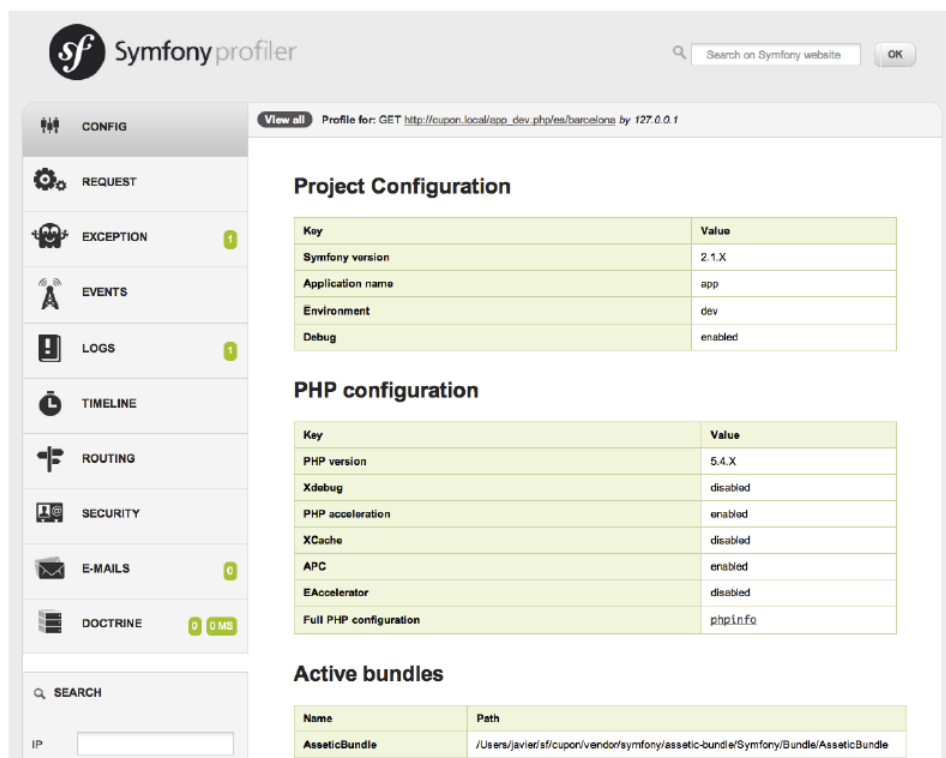 sf Symfony profiler
Search on Symfony website OK
View all Profile for: GET http://cupon.local/app_dev.php/es/barcelona by 127.0.0.1
CONFIG
REQUEST
EXCEPTION 1
EVENTS
LOGS 1
TIMELINE
ROUTING
SECURITY
E-MAILS 0
DOCTRINE 0 0 MS
SEARCH
IP
Project Configuration
Key Value
Symfony version 2.1.X
Application name app
Environment dev
Debug enabled
PHP configuration
Key Value
PHP version 5.4.X
Xdebug disabled
PHP acceleration enabled
XCache disabled
APC enabled
EAccelerator disabled
Full PHP configuration phpinfo
Active bundles
Name Path
AsseticBundle /Users/javier/sf/cupon/vendor/symfony/assetic-bundle/Symfony/Bundle/AsseticBundle